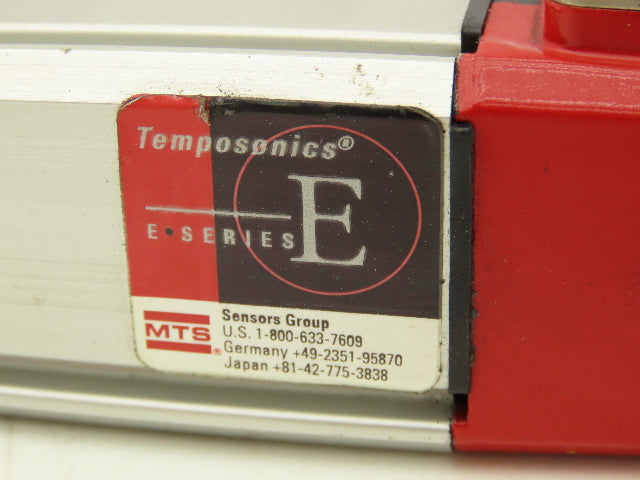 Temposonics®
E
E•SERIES
MTS®
Sensors Group
U.S. 1-800-633-7609
Germany +49-2351-95870
Japan +81-42-775-3838